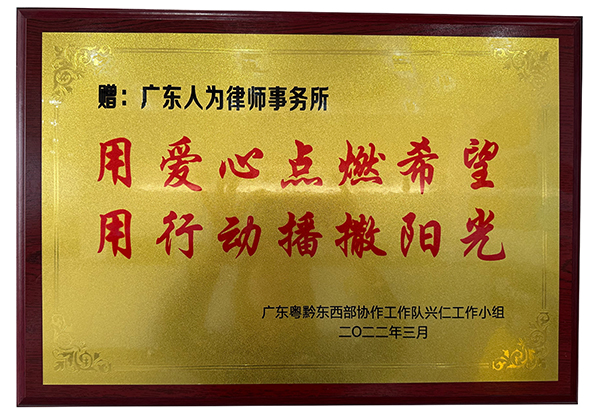 赠：广东人为律师事务所
用爱心点燃希望
用行动播撒阳光
广东粤黔东西部协作工作队兴仁工作小组
二〇二二年三月